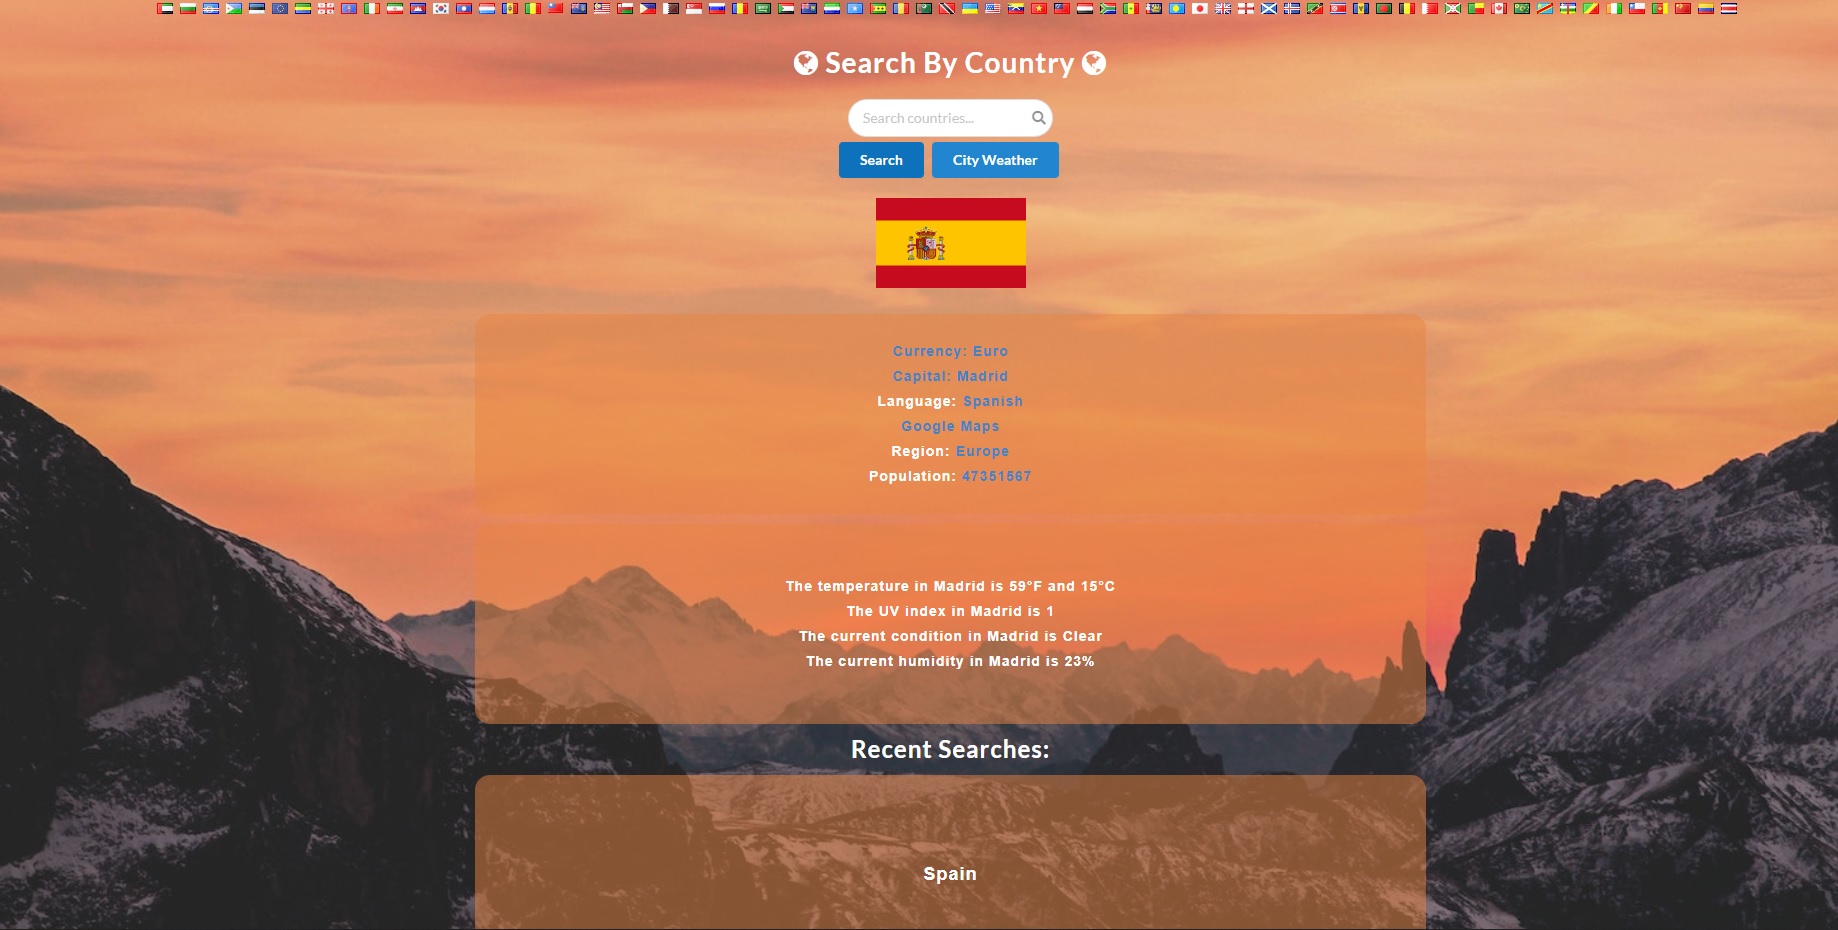 Search By Country
Search countries...
Search
City Weather
Currency: Euro
Capital: Madrid
Language: Spanish
Google Maps
Region: Europe
Population: 47351567
The temperature in Madrid is 59°F and 15°C
The UV index in Madrid is 1
The current condition in Madrid is Clear
The current humidity in Madrid is 23%
Recent Searches:
Spain